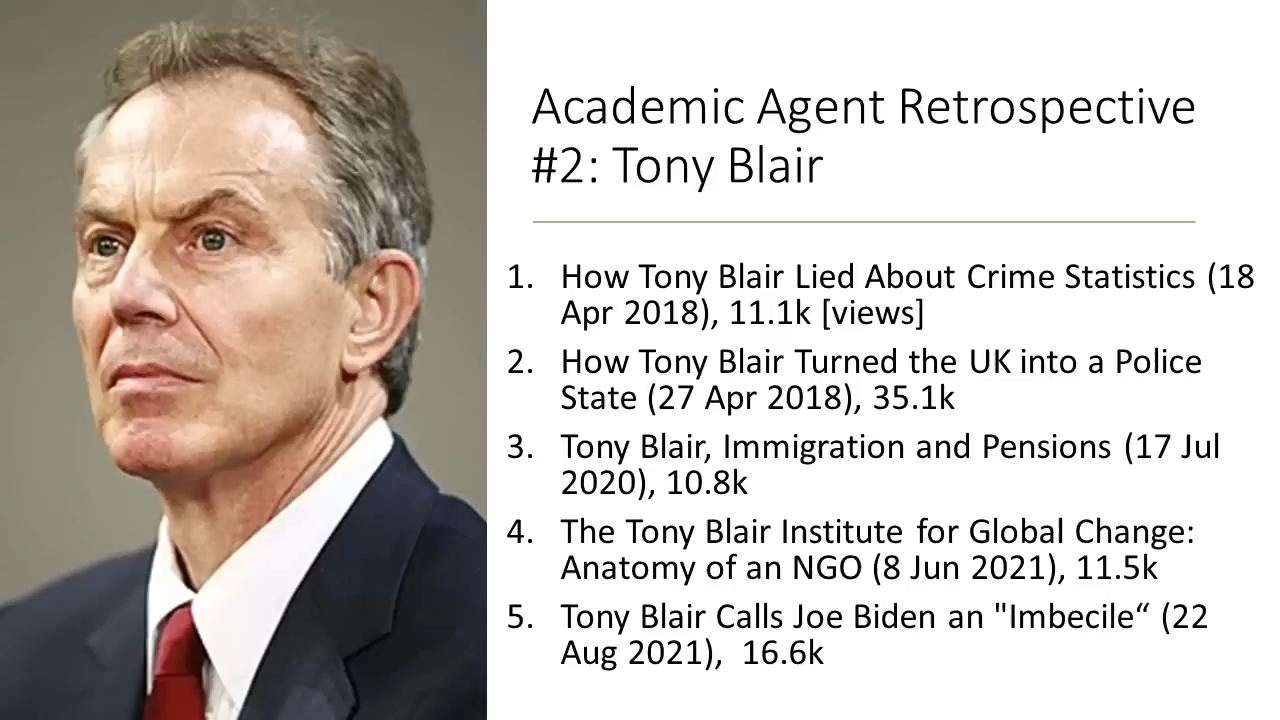 Academic Agent Retrospective
#2: Tony Blair
1. How Tony Blair Lied About Crime Statistics (18
Apr 2018), 11.1k [views]
2. How Tony Blair Turned the UK into a Police
State (27 Apr 2018), 35.1k
3. Tony Blair, Immigration and Pensions (17 Jul
2020), 10.8k
4. The Tony Blair Institute for Global Change:
Anatomy of an NGO (8 Jun 2021), 11.5k
5. Tony Blair Calls Joe Biden an "Imbecile“ (22
Aug 2021),  16.6k